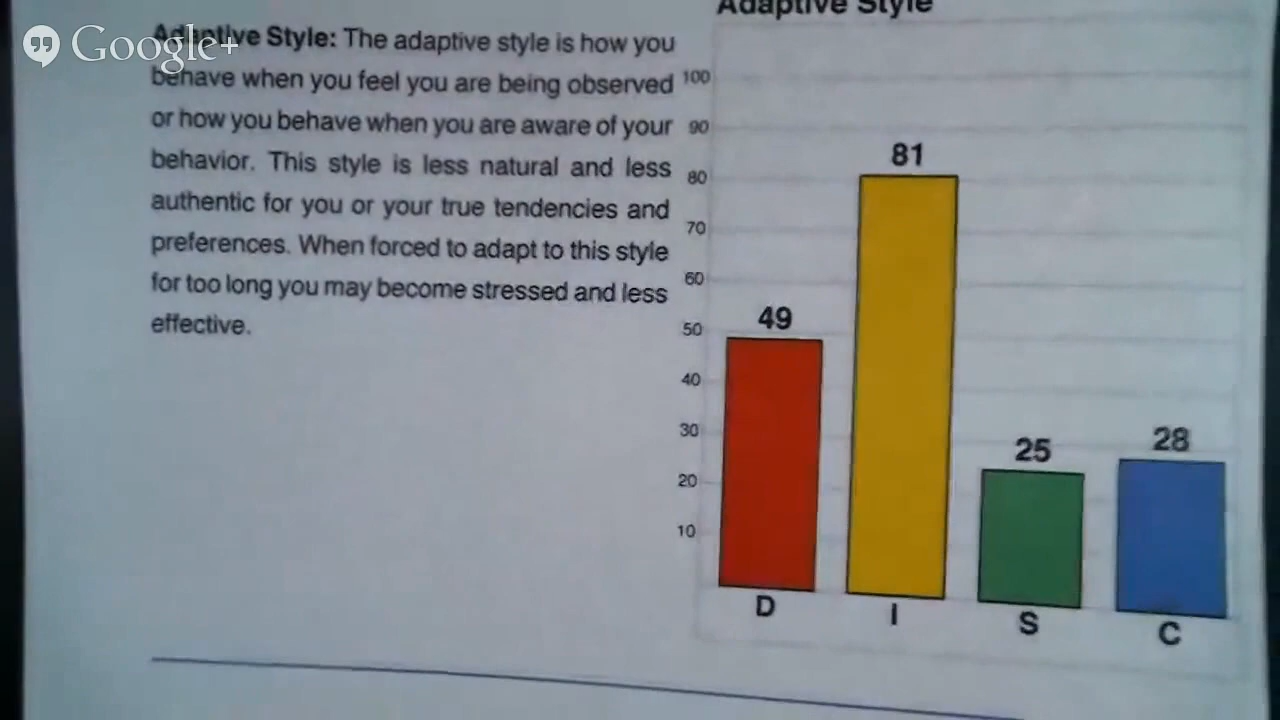 Google+
Adaptive Style: The adaptive style is how you
behave when you feel you are being observed
or how you behave when you are aware of your
behavior. This style is less natural and less
authentic for you or your true tendencies and
preferences. When forced to adapt to this style
for too long you may become stressed and less
effective.
Adaptive Style
100
90
80
70
60
50
40
30
20
10
49
81
25
28
D
I
S
C